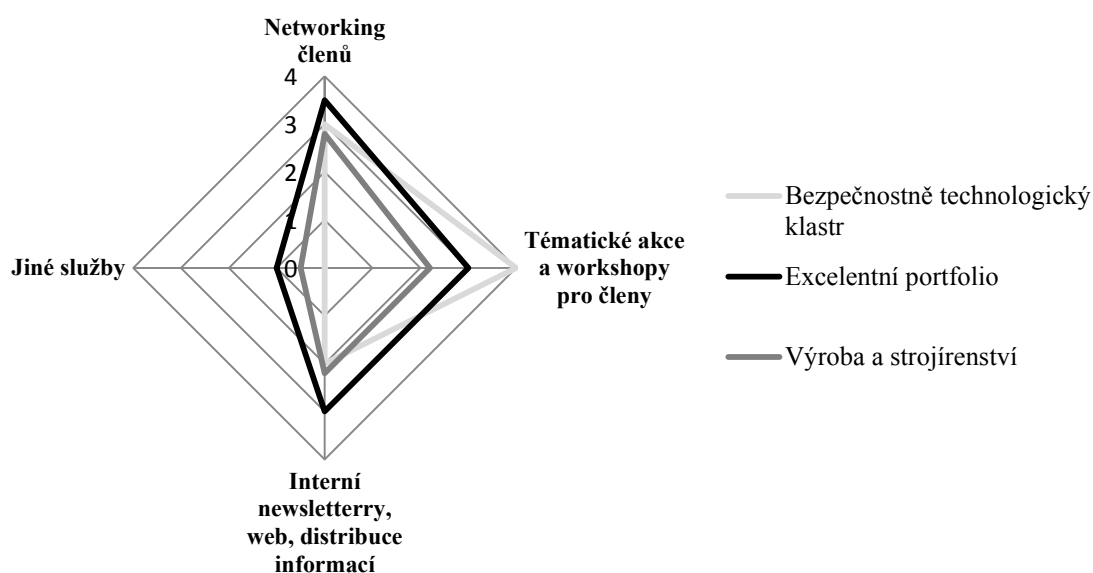 Networking
členů
4
3
2
1
0
Jiné služby
Tématické akce
a workshopy
pro členy
Interní
newsletterry,
web, distribuce
informací
Bezpečnostně technologický
klastr
Excelentní portfolio
Výroba a strojírenství